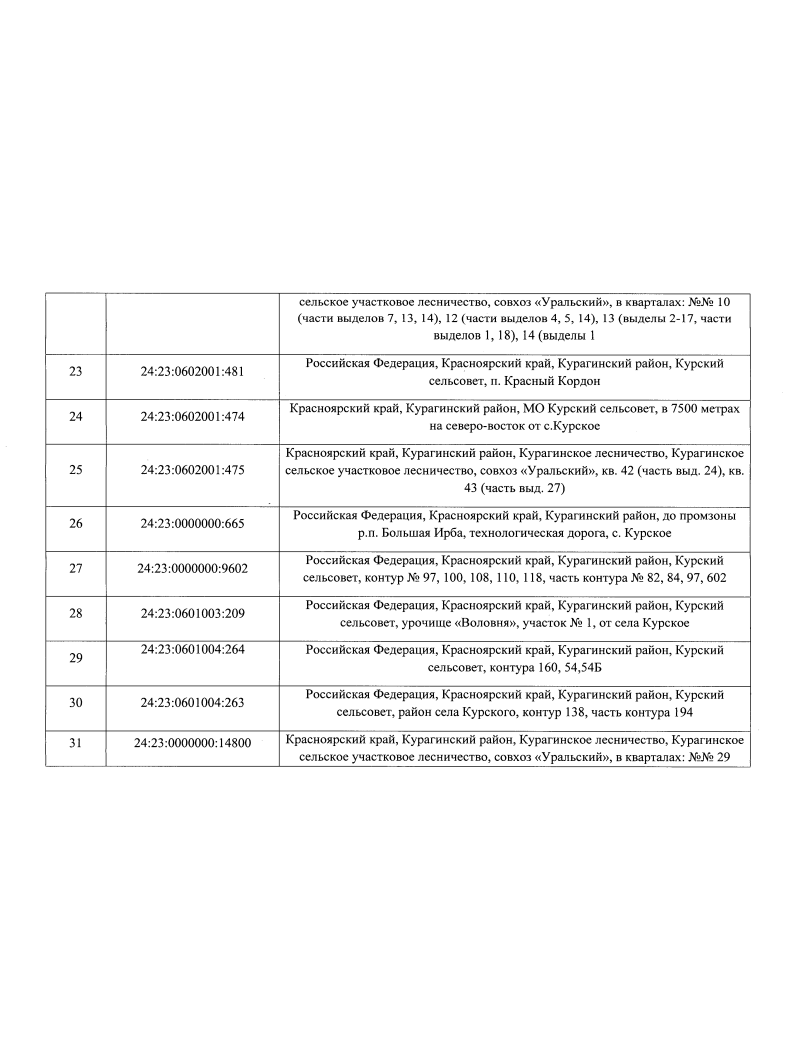 сельское участковое лесничество, совхоз «Уральский», в кварталах: №№ 10
(части выделов 7, 13, 14), 12 (части выделов 4, 5, 14), 13 (выделы 2-17, части
выделов 1, 18), 14 (выделы 1
23
24:23:0602001:481
Российская Федерация, Красноярский край, Курагинский район, Курский
сельсовет, п. Красный Кордон
24
24:23:0602001:474
Красноярский край, Курагинский район, МО Курский сельсовет, в 7500 метрах
на северо-восток от с.Курское
25
24:23:0602001:475
Красноярский край, Курагинский район, Курагинское лесничество, Курагинское
сельское участковое лесничество, совхоз «Уральский», кв. 42 (часть выд. 24), кв.
43 (часть выд. 27)
26
24:23:0000000:665
Российская Федерация, Красноярский край, Курагинский район, до промзоны
р.п. Большая Ирба, технологическая дорога, с. Курское
27
24:23:0000000:9602
Российская Федерация, Красноярский край, Курагинский район, Курский
сельсовет, контур № 97, 100, 108, 110, 118, часть контура № 82, 84, 97, 602
28
24:23:0601003:209
Российская Федерация, Красноярский край, Курагинский район, Курский
сельсовет, урочище «Воловня», участок № 1, от села Курское
29
24:23:0601004:264
Российская Федерация, Красноярский край, Курагинский район, Курский
сельсовет, контура 160, 54,54Б
30
24:23:0601004:263
Российская Федерация, Красноярский край, Курагинский район, Курский
сельсовет, район села Курского, контур 138, часть контура 194
31
24:23:0000000:14800
Красноярский край, Курагинский район, Курагинское лесничество, Курагинское
сельское участковое лесничество, совхоз «Уральский», в кварталах: №№ 29